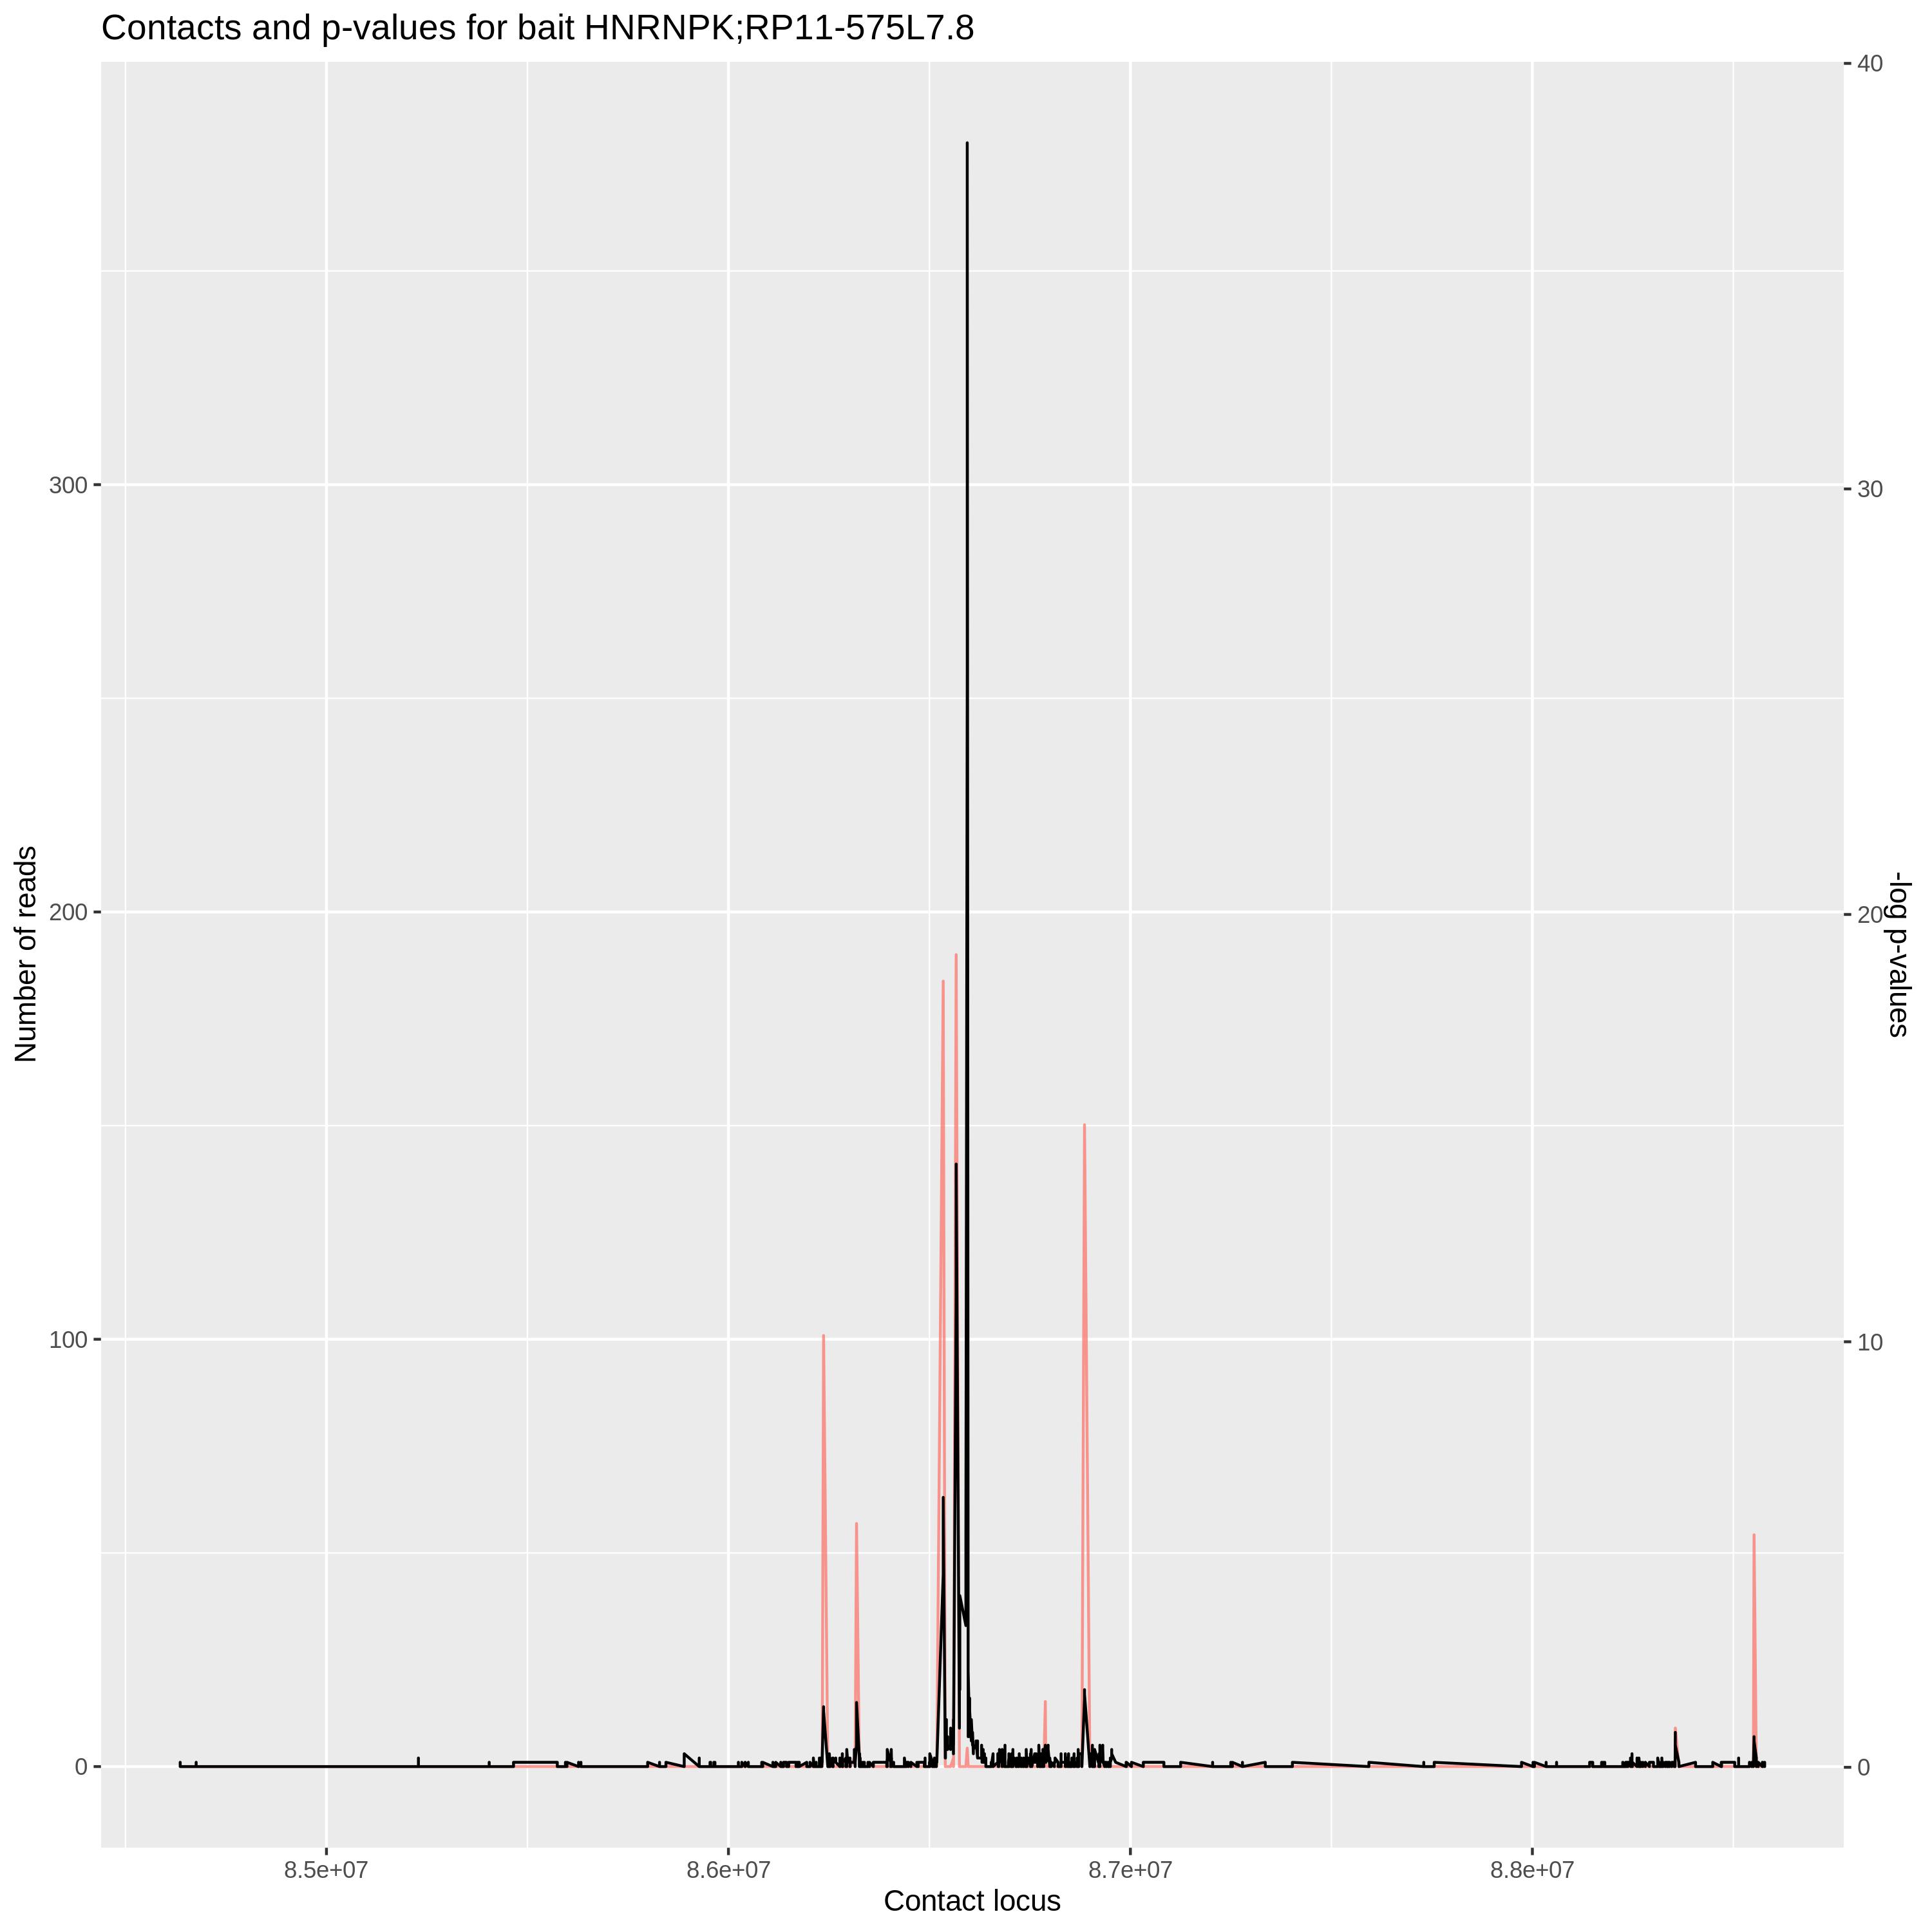 Contacts and p-values for bait HNRNPK;RP11-575L7.8
40
300
30
200
20
100
10
0
0
Number of reads
-log p-values
8.5e+07
8.6e+07
8.7e+07
8.8e+07
Contact locus